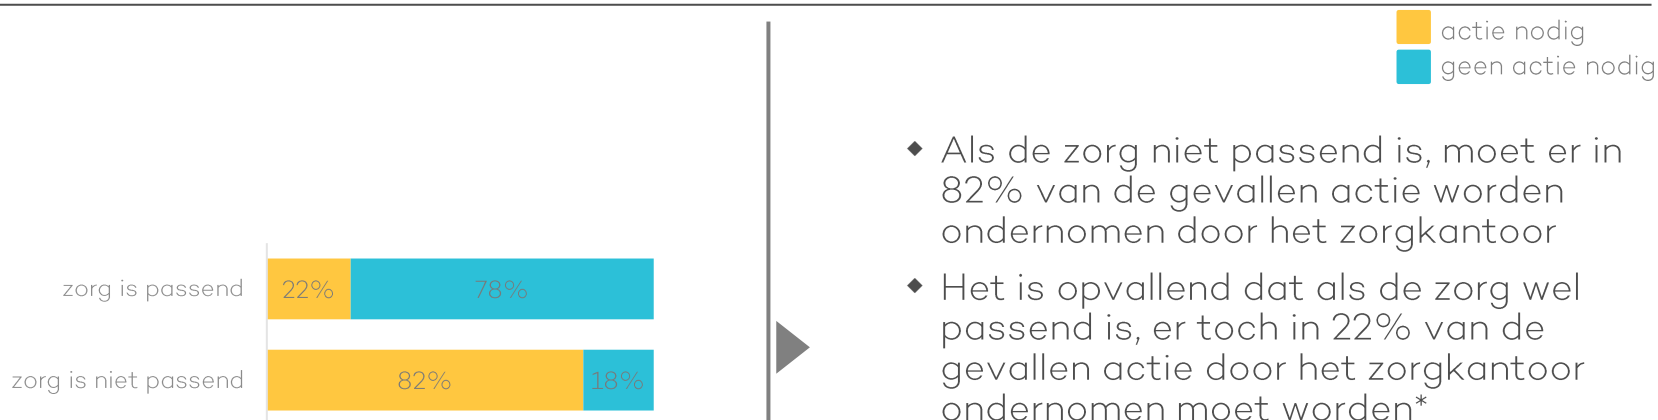 actie nodig
geen actie nodig
zorg is passend
22%
78%
zorg is niet passend
82%
18%
◆ Als de zorg niet passend is, moet er in
82% van de gevallen actie worden
ondernomen door het zorgkantoor
◆ Het is opvallend dat als de zorg wel
passend is, er toch in 22% van de
gevallen actie door het zorgkantoor
ondernomen moet worden*